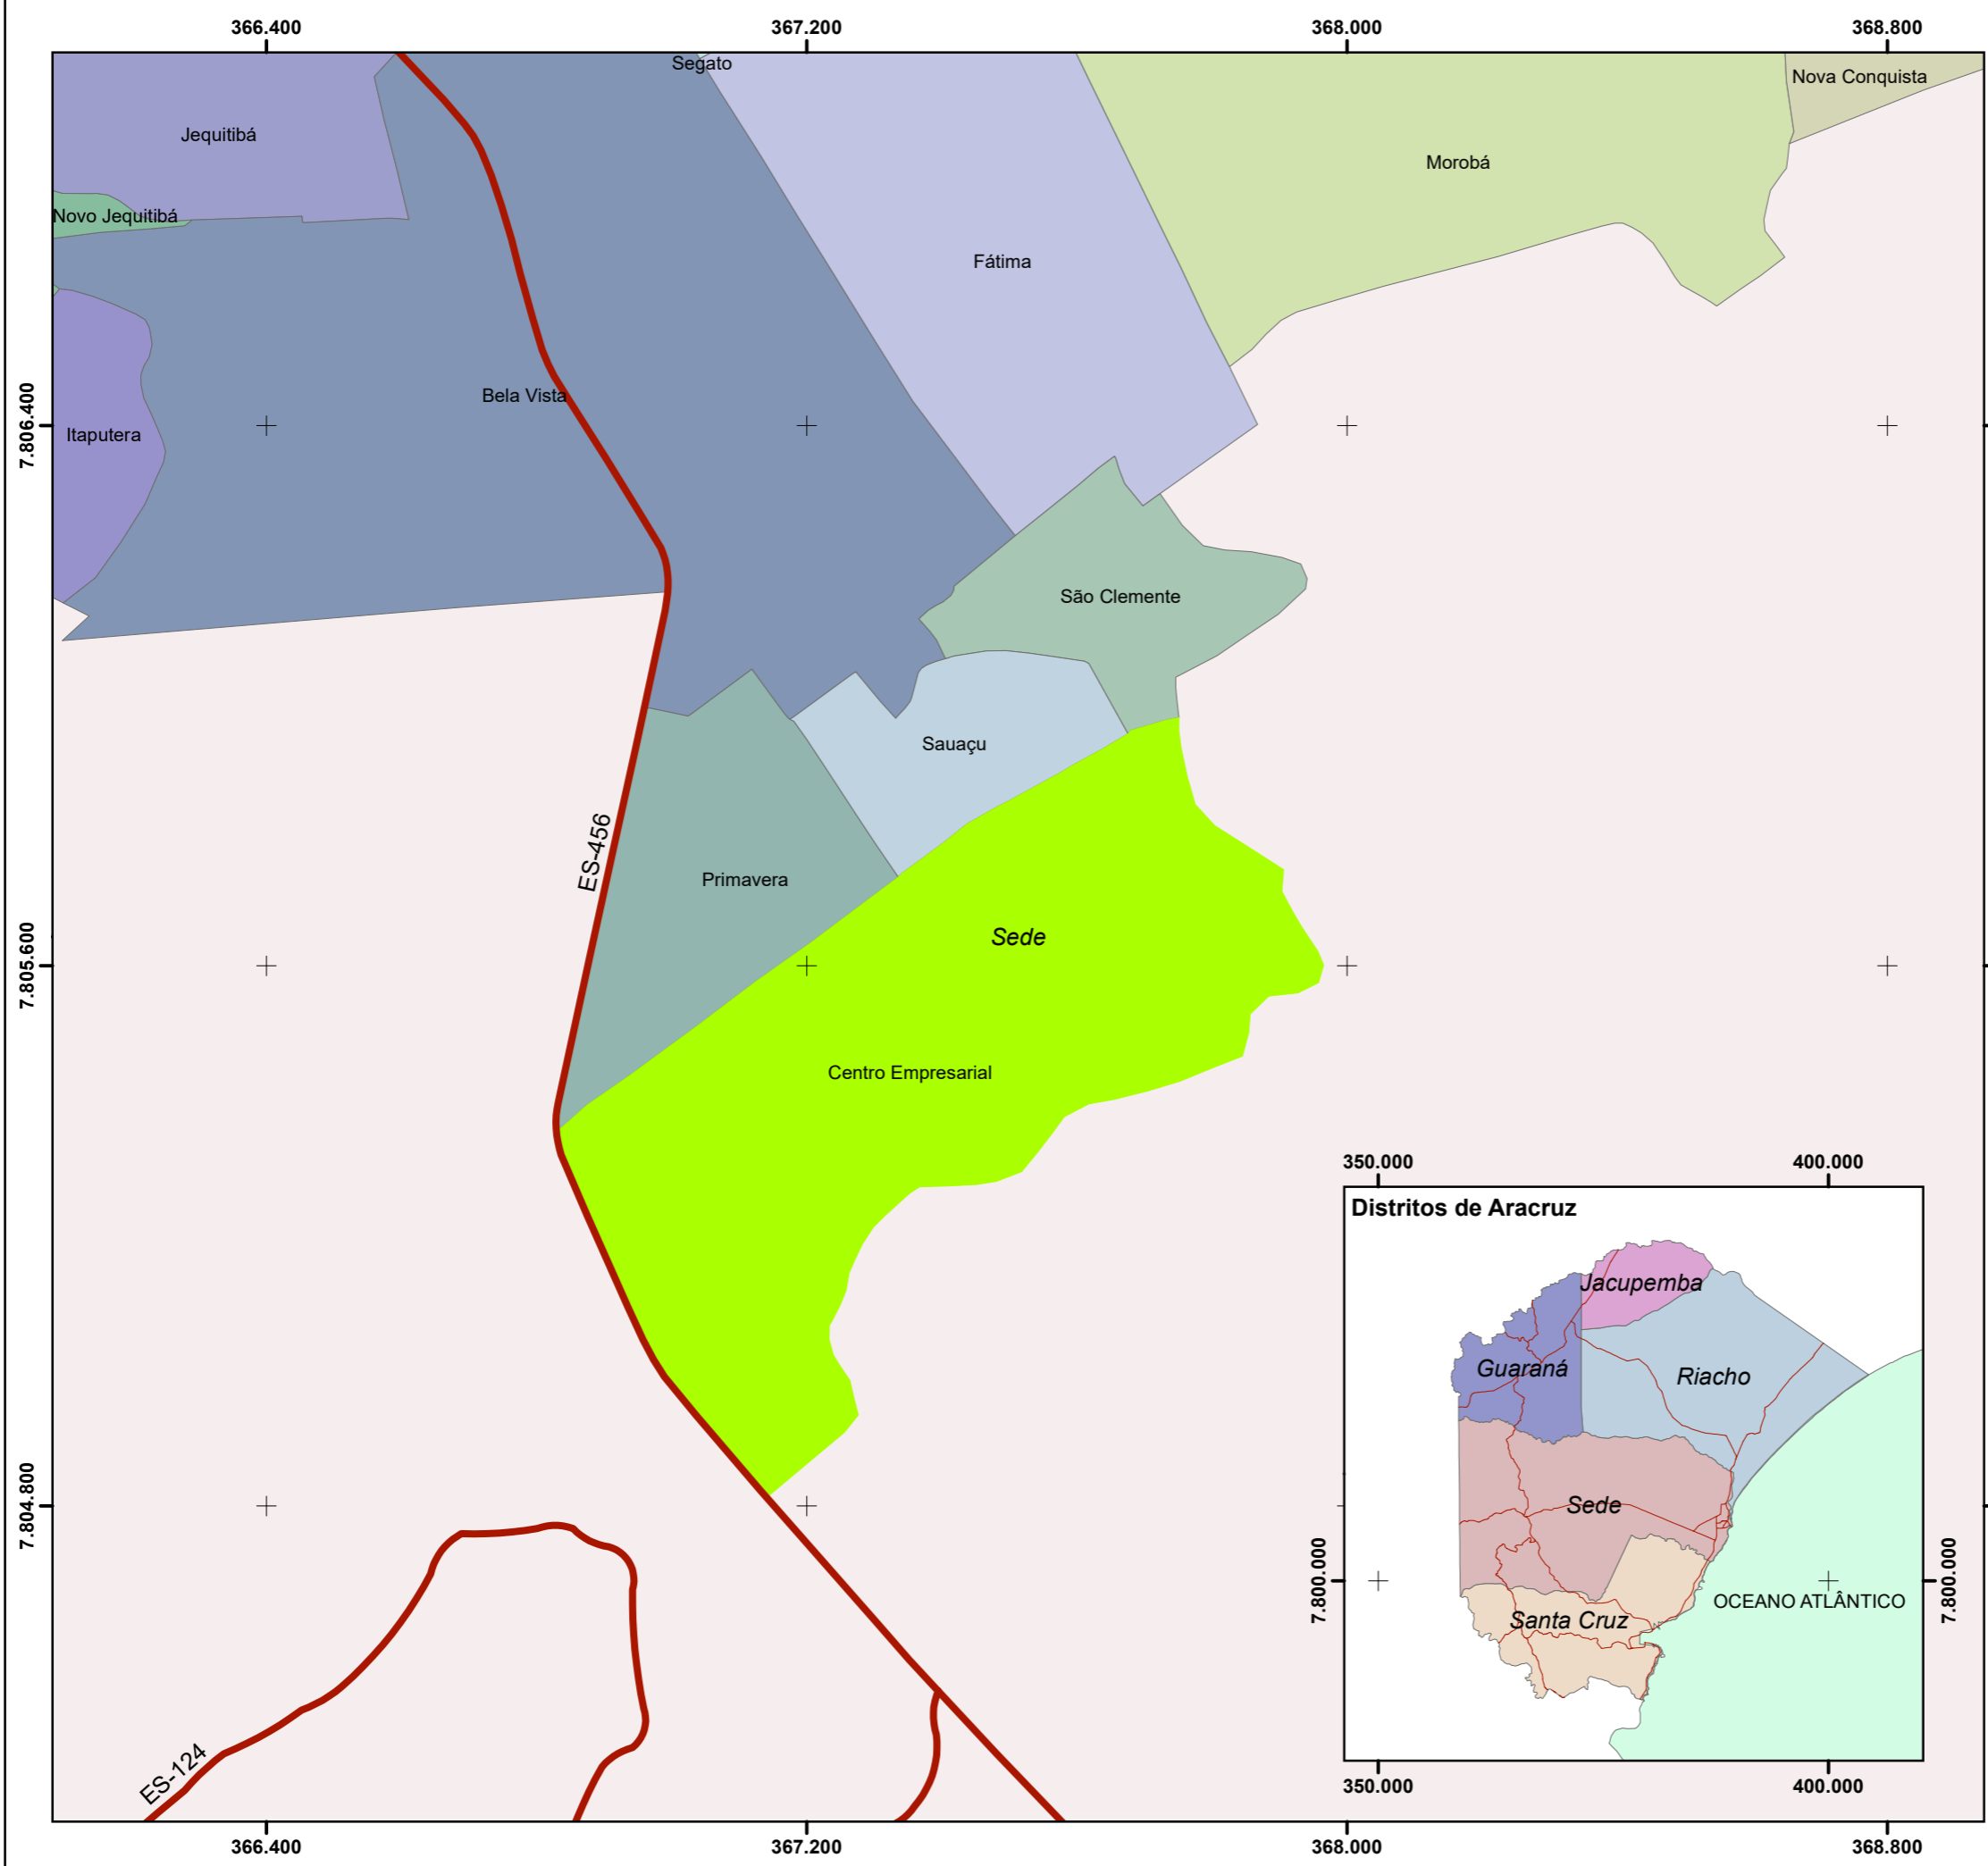 366.400 367.200 368.000 368.800
Segato
Nova Conquista
Jequitibá
Morobá
Novo Jequitibá
Fátima
Bela Vista
7.806.400
Itaputera
São Clemente
Sauaçu
ES-456
Primavera
Sede
7.805.600
Centro Empresarial
350.000 400.000
Distritos de Aracruz
Jacupemba
Guaraná
Riacho
7.804.800
Sede
7.800.000
7.800.000
OCEANO ATLÂNTICO
Santa Cruz
ES-124
350.000 400.000
366.400 367.200 368.000 368.800